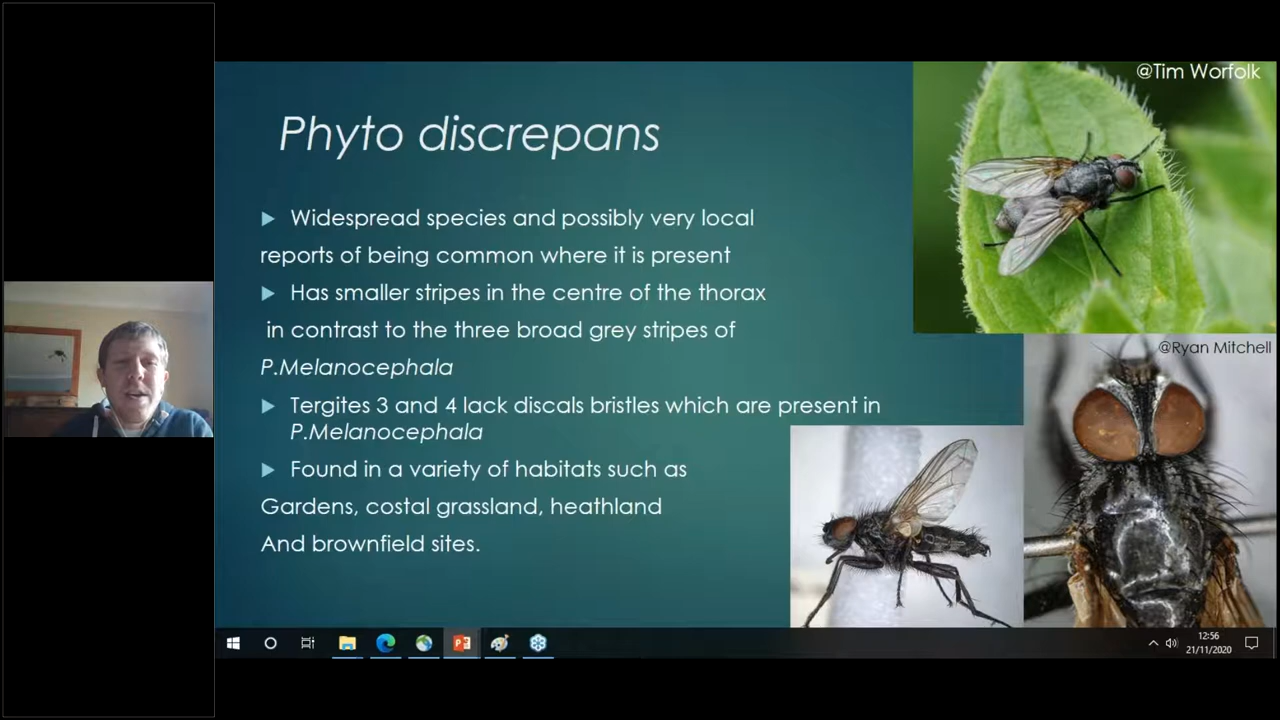 @Tim Worfolk
Phyto discrepans
Widespread species and possibly very local
reports of being common where it is present
Has smaller stripes in the centre of the thorax
in contrast to the three broad grey stripes of
P.Melanocephala
Tergites 3 and 4 lack discals bristles which are present in
P.Melanocephala
Found in a variety of habitats such as
Gardens, costal grassland, heathland
And brownfield sites.
@Ryan Mitchell
12:56
21/11/2020